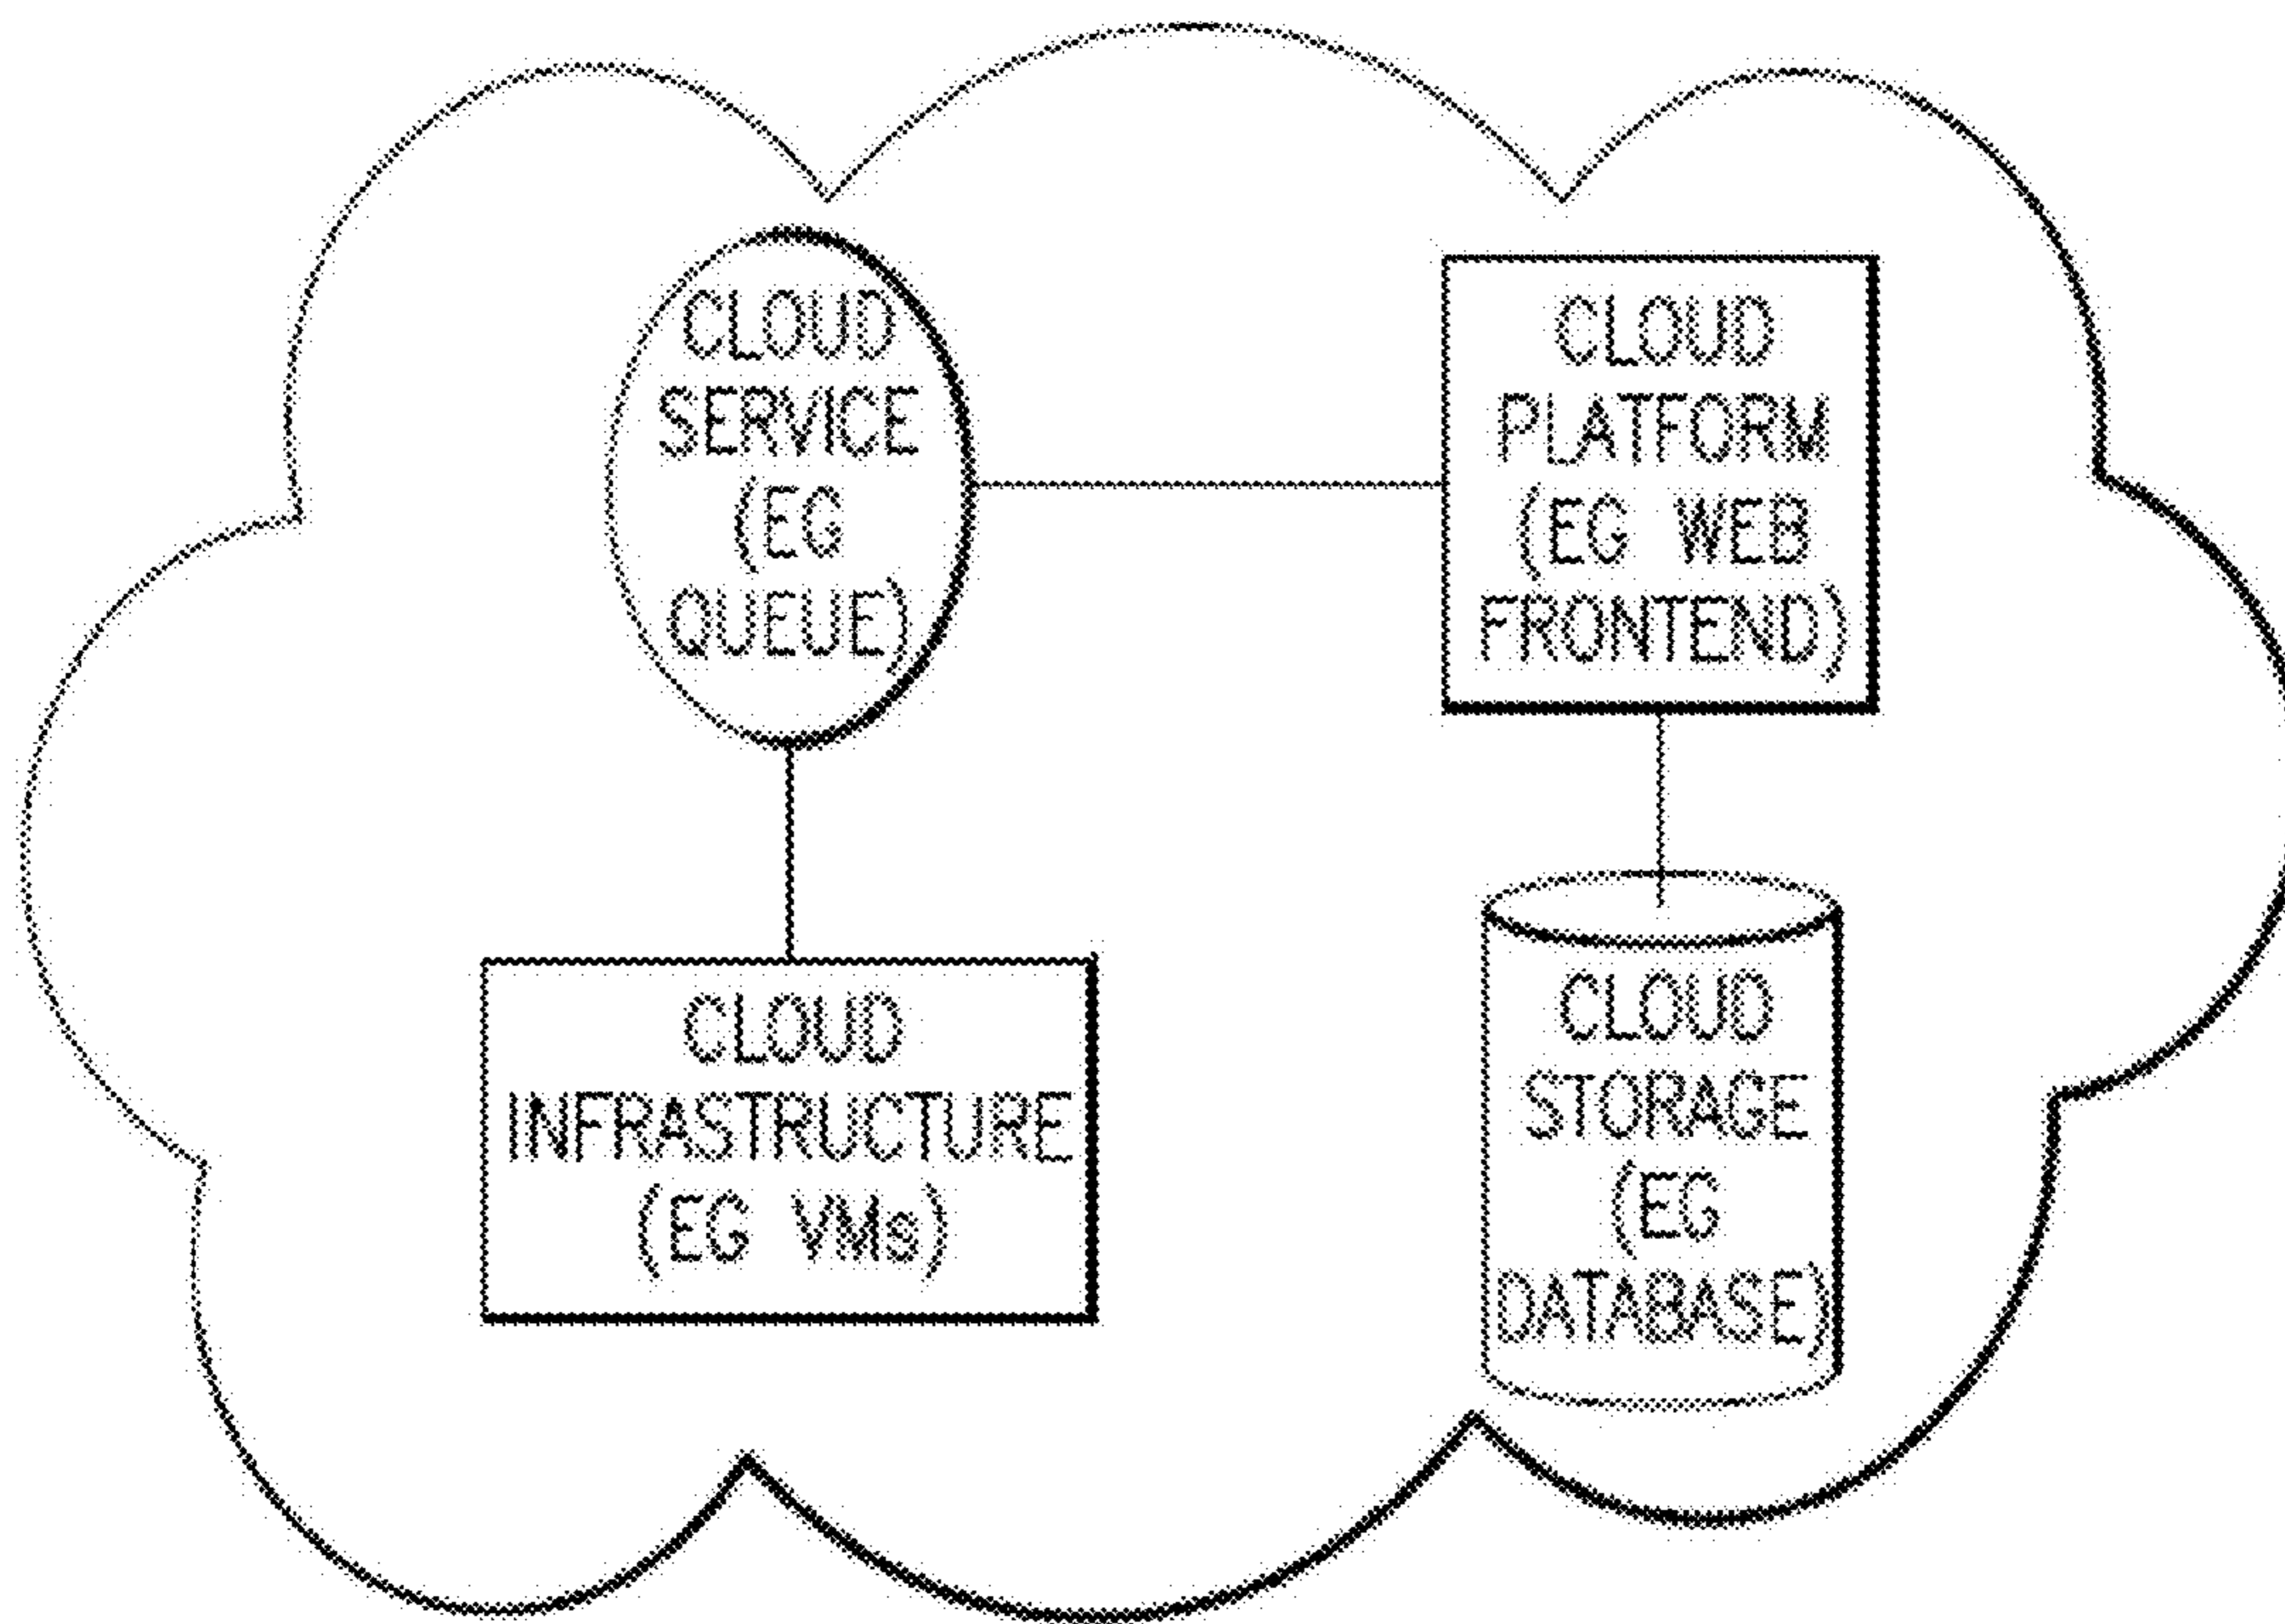 CLOUD
SERVICE
(EG
QUEUE)
CLOUD
PLATFORM
(EG WEB
FRONTEND)
CLOUD
INFRASTRUCTURE
(EG VMs)
CLOUD
STORAGE
(EG
DATABASE)